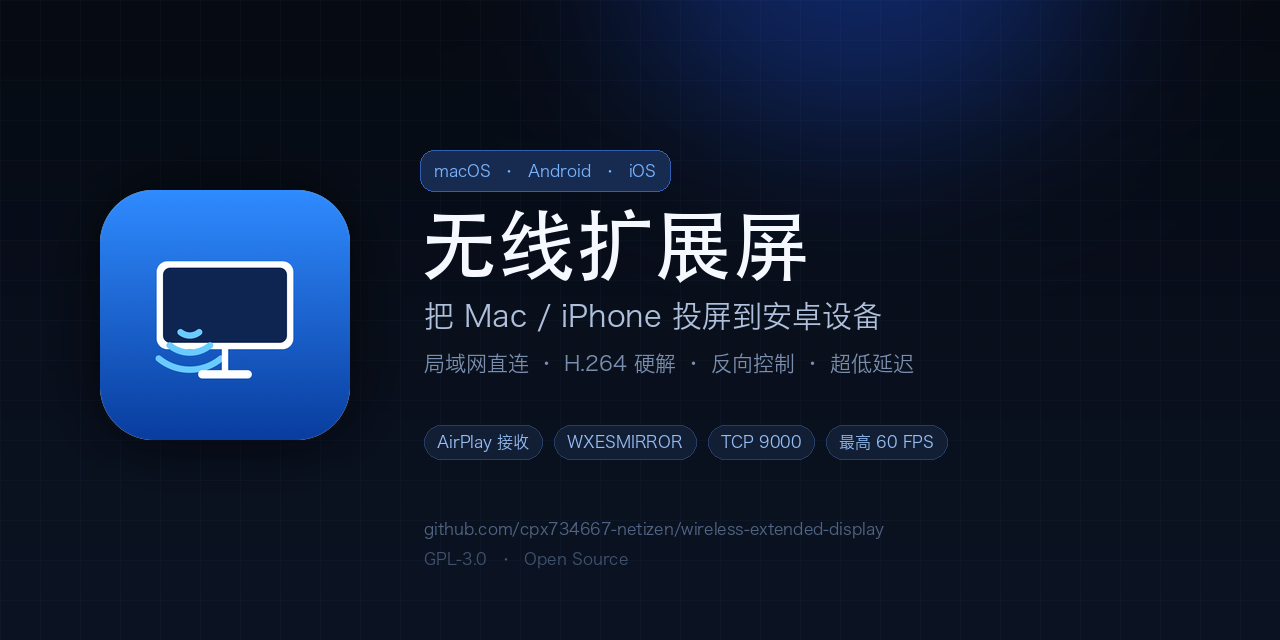 macOS · Android · iOS
无线扩展屏
把 Mac / iPhone 投屏到安卓设备
局域网直连 · H.264 硬解 · 反向控制 · 超低延迟
AirPlay 接收 WXESMIRROR TCP 9000 最高 60 FPS
github.com/cpx734667-netizen/wireless-extended-display
GPL-3.0 · Open Source